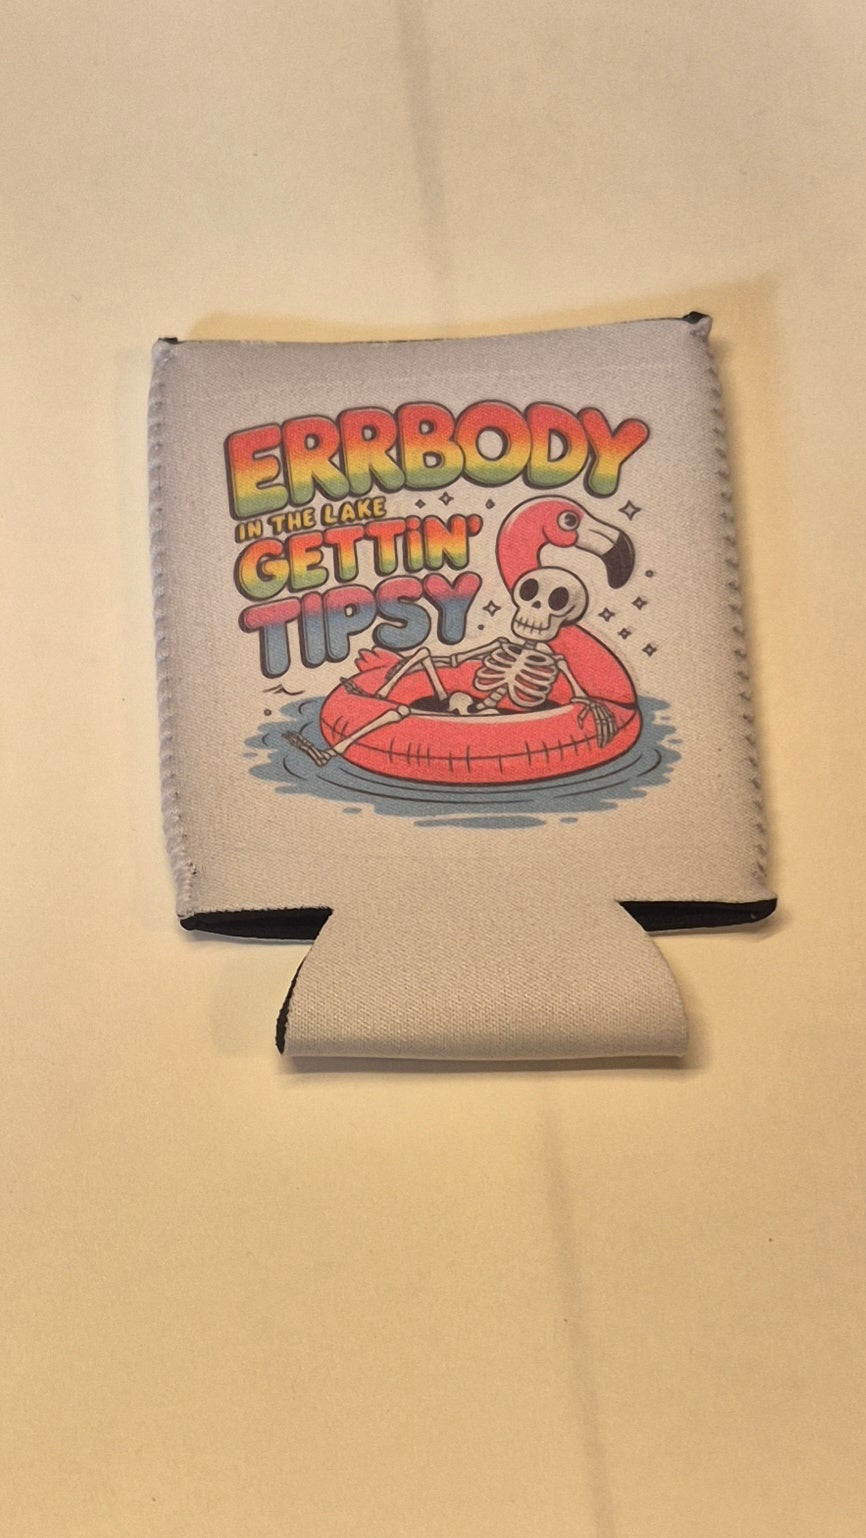 ERRBODY
IN THE LAKE
GETTiN'
TIPSY